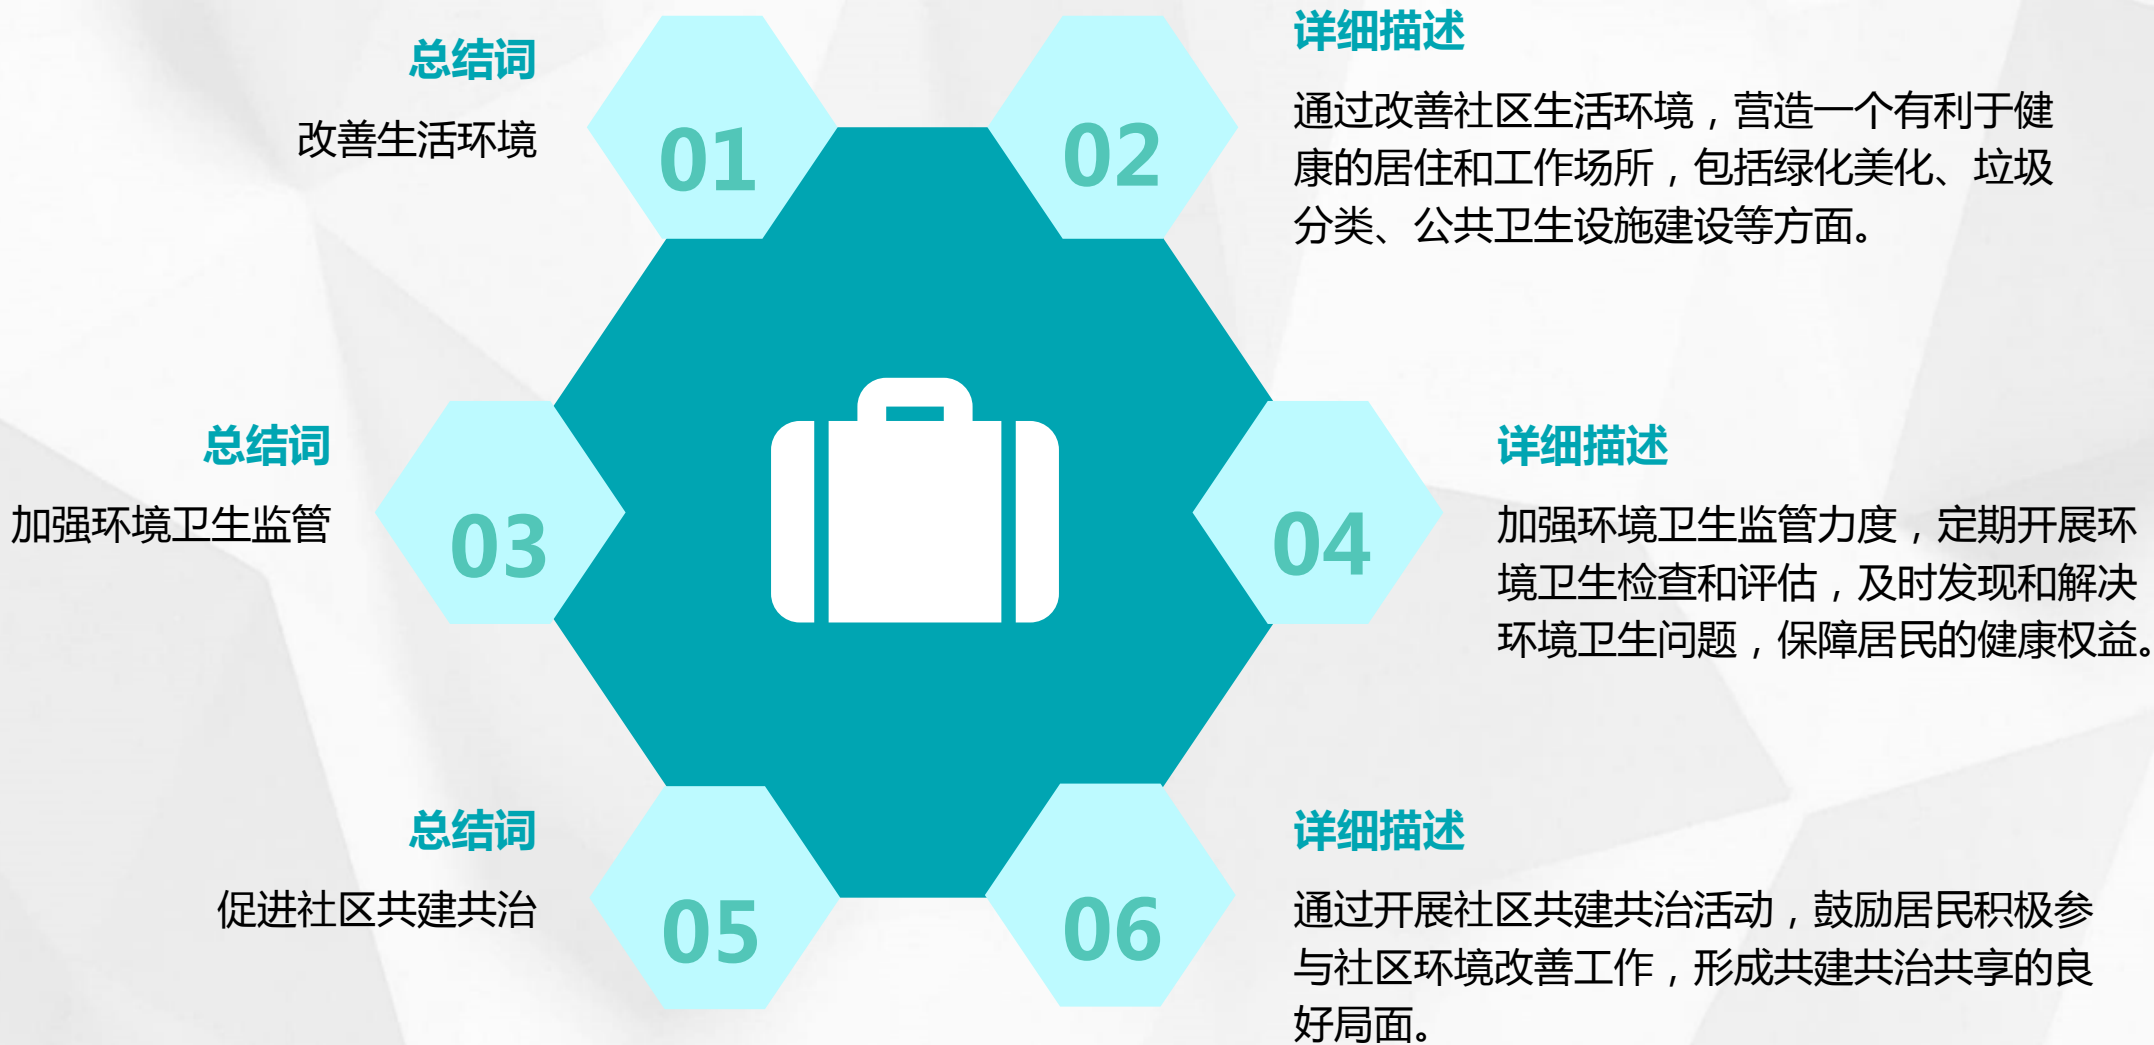 总结词
改善生活环境
01
02
详细描述
通过改善社区生活环境，营造一个有利于健
康的居住和工作场所，包括绿化美化、垃圾
分类、公共卫生设施建设等方面。
总结词
加强环境卫生监管
03
04
详细描述
加强环境卫生监管力度，定期开展环
境卫生检查和评估，及时发现和解决
环境卫生问题，保障居民的健康权益。
总结词
促进社区共建共治
05
06
详细描述
通过开展社区共建共治活动，鼓励居民积极参
与社区环境改善工作，形成共建共治共享的良
好局面。